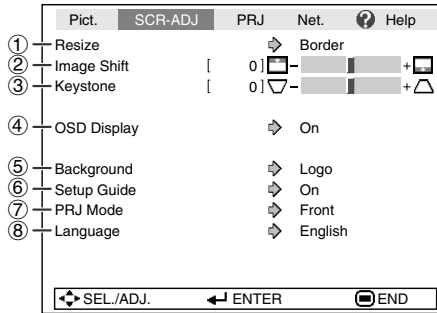 Pict. SCR-ADJ PRJ Net. ? Help
① Resize Border
② Image Shift [ 0 ] − +
③ Keystone [ 0 ] − +
④ OSD Display On
⑤ Background Logo
⑥ Setup Guide On
⑦ PRJ Mode Front
⑧ Language English
SEL./ADJ. ENTER END